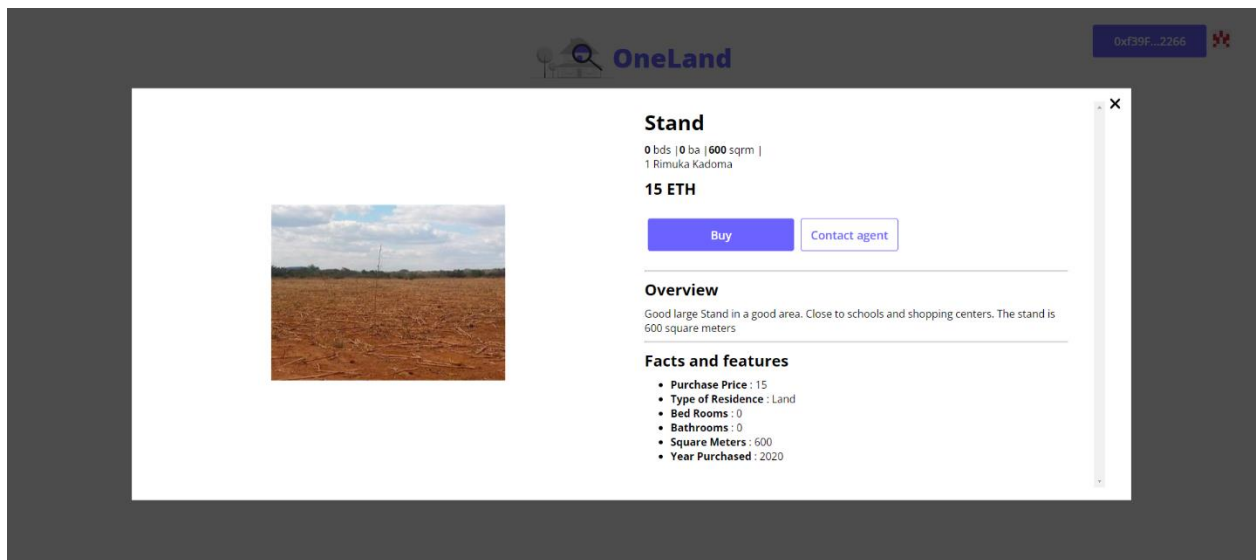 OneLand
0xf39F...2266
Stand
0 bds |0 ba |600 sqrm |
1 Rimuka Kadoma
15 ETH
Buy
Contact agent
Overview
Good large Stand in a good area. Close to schools and shopping centers. The stand is
600 square meters
Facts and features
• Purchase Price : 15
• Type of Residence : Land
• Bed Rooms : 0
• Bathrooms : 0
• Square Meters : 600
• Year Purchased : 2020